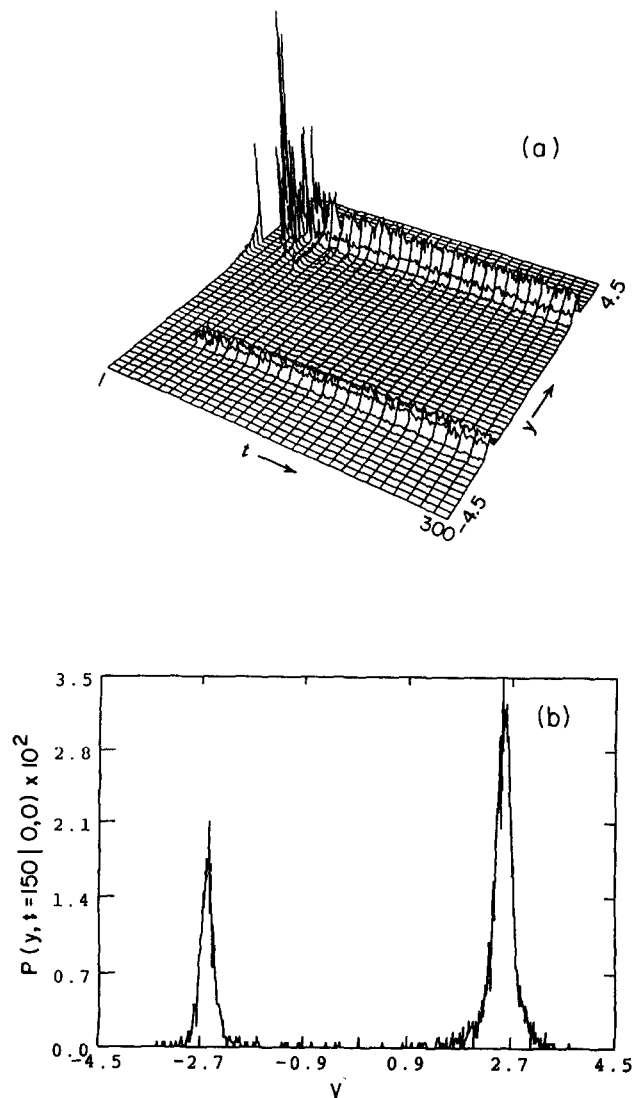 (a)
4.5
y →
1
t →
300
-4.5
(b)
P(y, t = 150 | 0,0) x 10²
3.5
2.8
2.1
1.4
0.7
0.0
-4.5 -2.7 -0.9 0.9 2.7 4.5
y